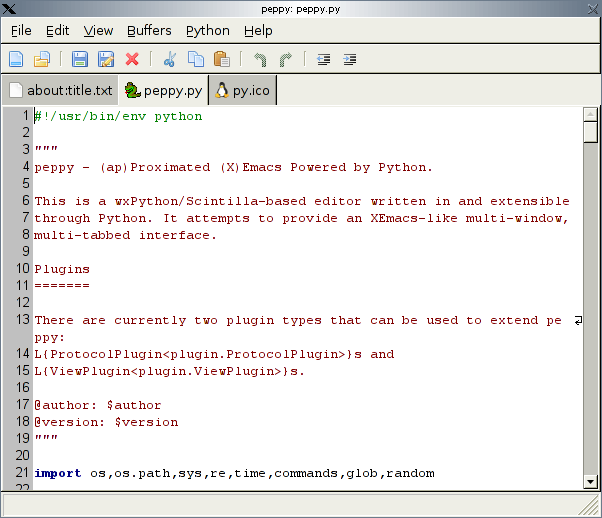 peppy: peppy.py
File Edit View Buffers Python Help
about:title.txt peppy.py py.ico
1 #!/usr/bin/env python
2
3 """
4 peppy - (ap)Proximated (X)Emacs Powered by Python.
5
6 This is a wxPython/Scintilla-based editor written in and extensible
7 through Python. It attempts to provide an XEmacs-like multi-window,
8 multi-tabbed interface.
9
10 Plugins
11 =======
12
13 There are currently two plugin types that can be used to extend pe
ppy:
14 L{ProtocolPlugin<plugin.ProtocolPlugin>}s and
15 L{ViewPlugin<plugin.ViewPlugin>}s.
16
17 @author: $author
18 @version: $version
19 """
20
21 import os,os.path,sys,re,time,commands,glob,random
22